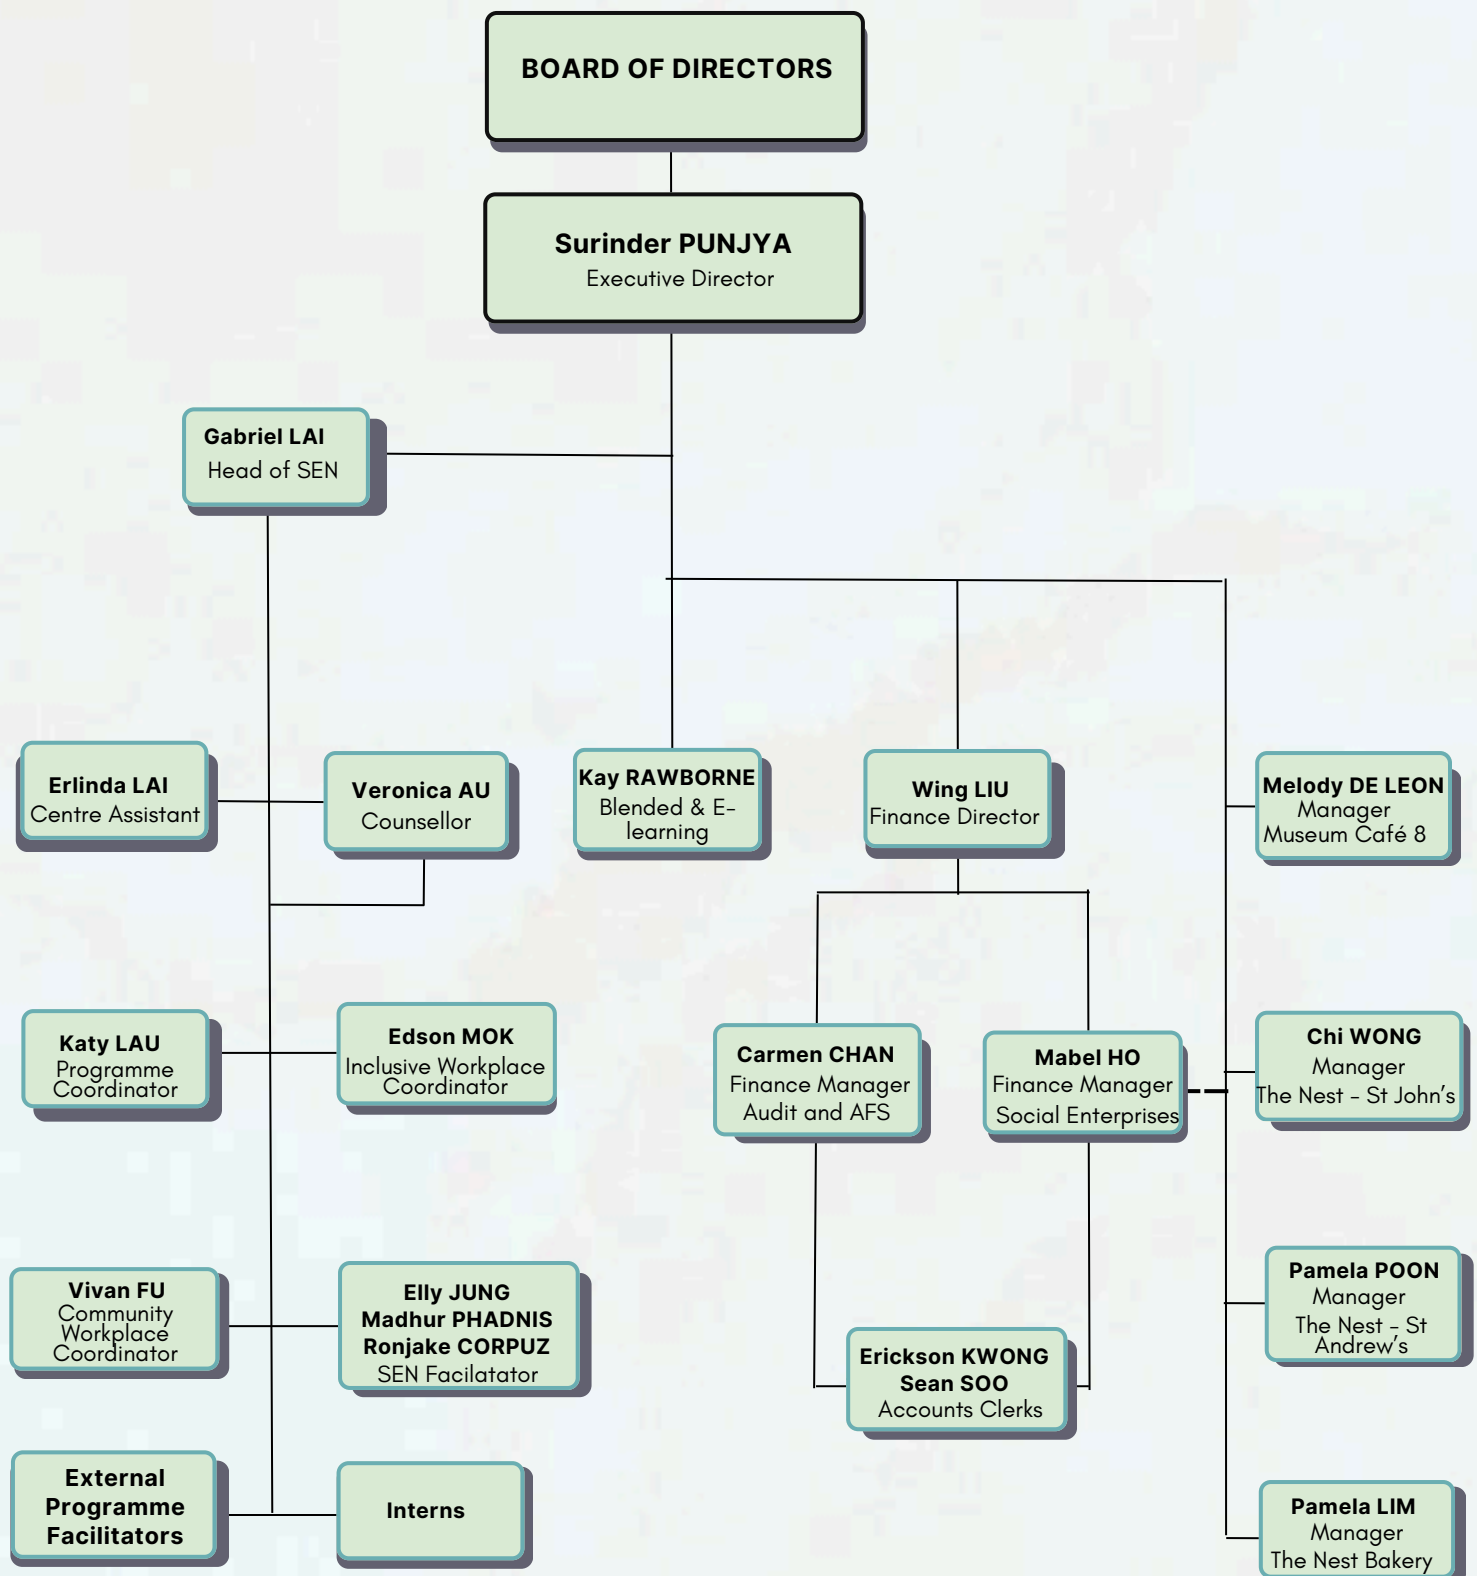 BOARD OF DIRECTORS
Surinder PUNJYA
Executive Director
Gabriel LAI
Head of SEN
Erlinda LAI
Centre Assistant
Veronica AU
Counsellor
Kay RAWBORNE
Blended & E-
learning
Wing LIU
Finance Director
Melody DE LEON
Manager
Museum Café 8
Katy LAU
Programme
Coordinator
Edson MOK
Inclusive Workplace
Coordinator
Carmen CHAN
Finance Manager
Audit and AFS
Mabel HO
Finance Manager
Social Enterprises
Chi WONG
Manager
The Nest - St John's
Vivan FU
Community
Workplace
Coordinator
Elly JUNG
Madhur PHADNIS
Ronjake CORPUZ
SEN Facilatator
Erickson KWONG
Sean SOO
Accounts Clerks
Pamela POON
Manager
The Nest - St
Andrew's
External
Programme
Facilitators
Interns
Pamela LIM
Manager
The Nest Bakery